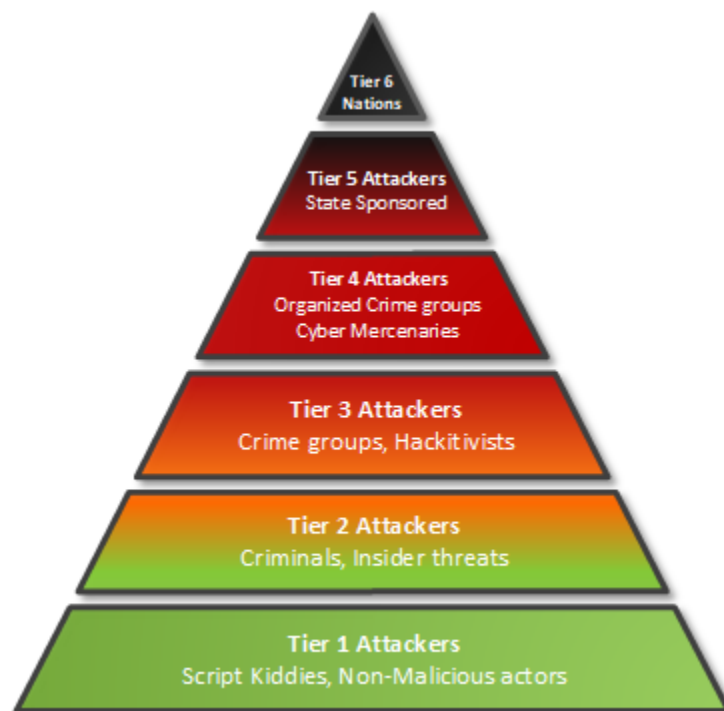 Tier 6
Nations
Tier 5 Attackers
State Sponsored
Tier 4 Attackers
Organized Crime groups
Cyber Mercenaries
Tier 3 Attackers
Crime groups, Hackitivists
Tier 2 Attackers
Criminals, Insider threats
Tier 1 Attackers
Script Kiddies, Non-Malicious actors